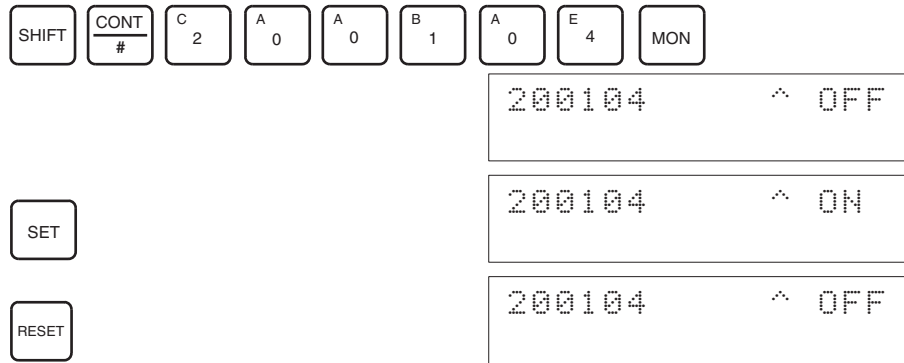 SHIFT CONT # C 2 A 0 A 0 B 1 A 0 E 4 MON
200104 ^ OFF
SET 200104 ^ ON
RESET 200104 ^ OFF